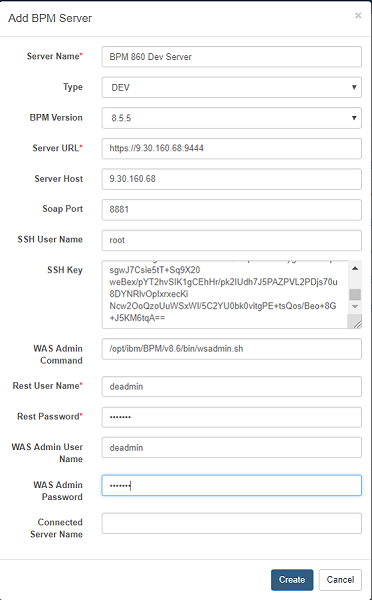 Add BPM Server ×
Server Name* BPM 860 Dev Server
Type DEV
BPM Version 8.5.5
Server URL* https://9.30.160.68:9444
Server Host 9.30.160.68
Soap Port 8881
SSH User Name root
SSH Key
sgwJ7Csie5tT+Sq9X20
weBex/pYT2hvSIK1gCEhHr/pk2IUdh7J5PAZPVL2PDjs70u
8DYNRlvOplxrxecKi
Ncw2OoQzoUuWSxWI/5C2YU0bk0vitgPE+tsQos/Beo+8G
+J5KM6tqA==
WAS Admin
Command /opt/ibm/BPM/v8.6/bin/wsadmin.sh
Rest User Name* deadmin
Rest Password* •••••••
WAS Admin User
Name deadmin
WAS Admin
Password •••••••
Connected
Server Name
Create Cancel